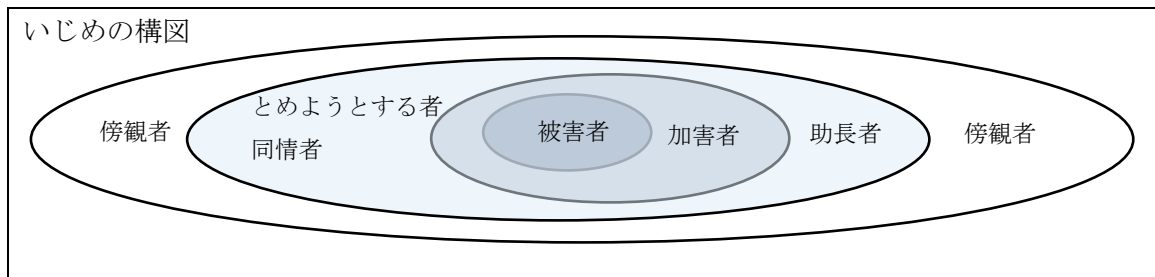 いじめの構図
とめようとする者
傍観者
同情者
被害者
加害者
助長者
傍観者